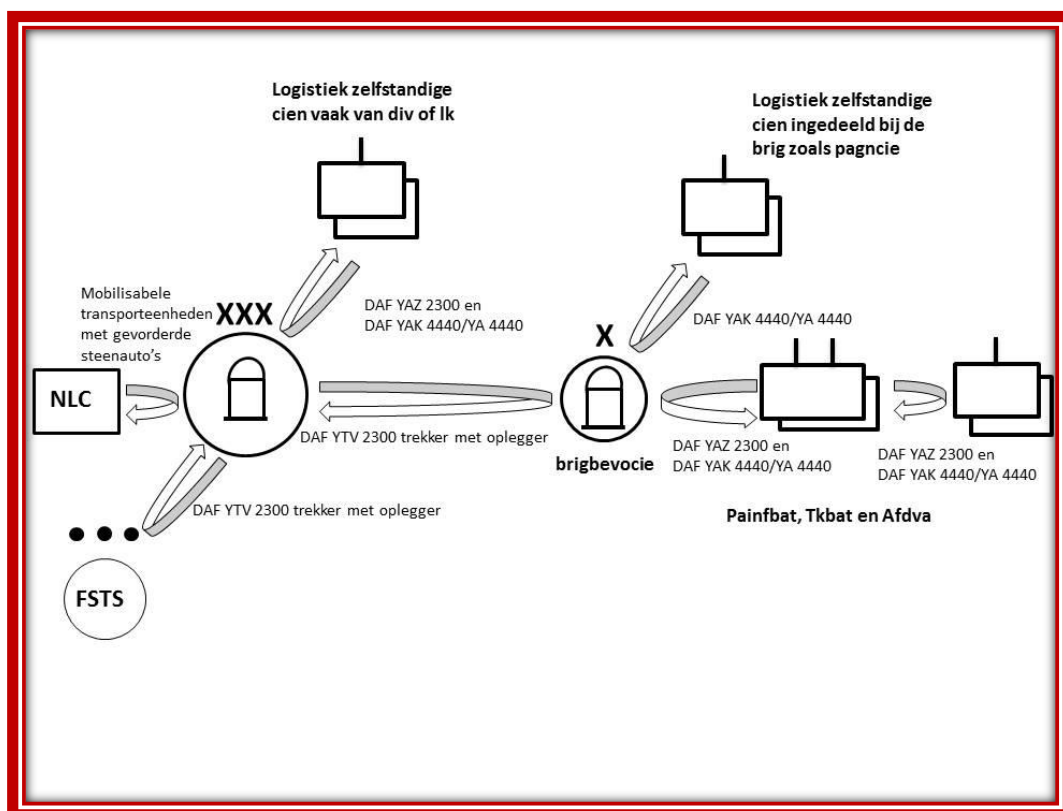 Logistiek zelfstandige
cien vaak van div of lk
Logistiek zelfstandige
cien ingedeeld bij de
brig zoals pagncie
Mobilisabele
transporteenheden
met gevorderde
steenauto's
XXX
DAF YAZ 2300 en
DAF YAK 4440/YA 4440
X
DAF YAK 4440/YA 4440
NLC
DAF YTV 2300 trekker met oplegger
brigbevocie
DAF YAZ 2300 en
DAF YAK 4440/YA 4440
DAF YAZ 2300 en
DAF YAK 4440/YA 4440
DAF YTV 2300 trekker met oplegger
Painfbat, Tkbat en Afdva
FSTS